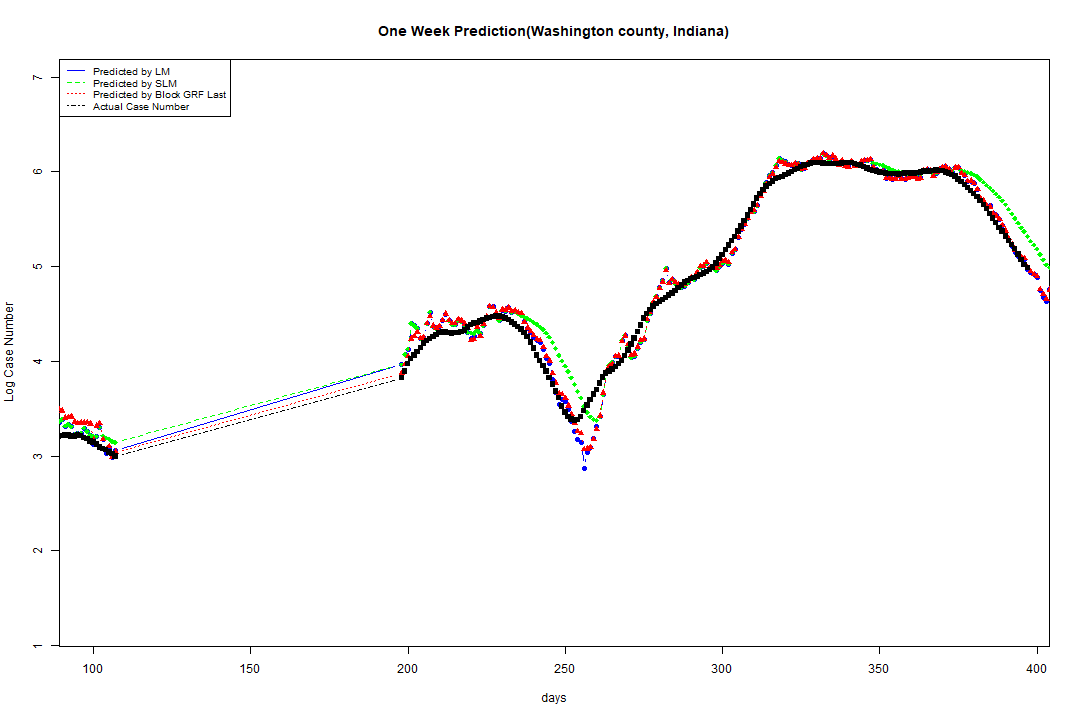 One Week Prediction(Washington county, Indiana)
Predicted by LM
Predicted by SLM
Predicted by Block GRF Last
Actual Case Number
7
6
5
4
3
2
1
Log Case Number
100 150 200 250 300 350 400
days